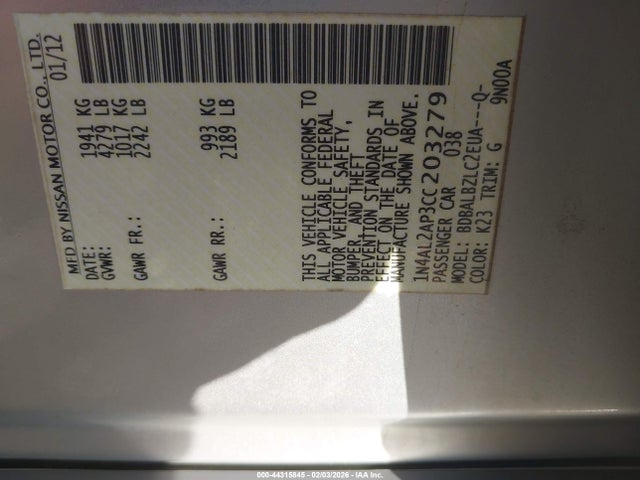 MFD BY NISSAN MOTOR CO., LTD.
DATE: 01/12
GVWR: 1941 KG
4279 LB
GAWR FR.: 1017 KG
2242 LB
GAWR RR.: 993 KG
2189 LB
THIS VEHICLE CONFORMS TO
ALL APPLICABLE FEDERAL
MOTOR VEHICLE SAFETY,
BUMPER, AND THEFT
PREVENTION STANDARDS IN
EFFECT ON THE DATE OF
MANUFACTURE SHOWN ABOVE.
1N4AL2AP3CC203279
PASSENGER CAR 038
MODEL: BDBALBZLC2EUA---Q-
COLOR: K23 TRIM: G 9N00A
000-44315845 - 02/03/2026 - IAA Inc.